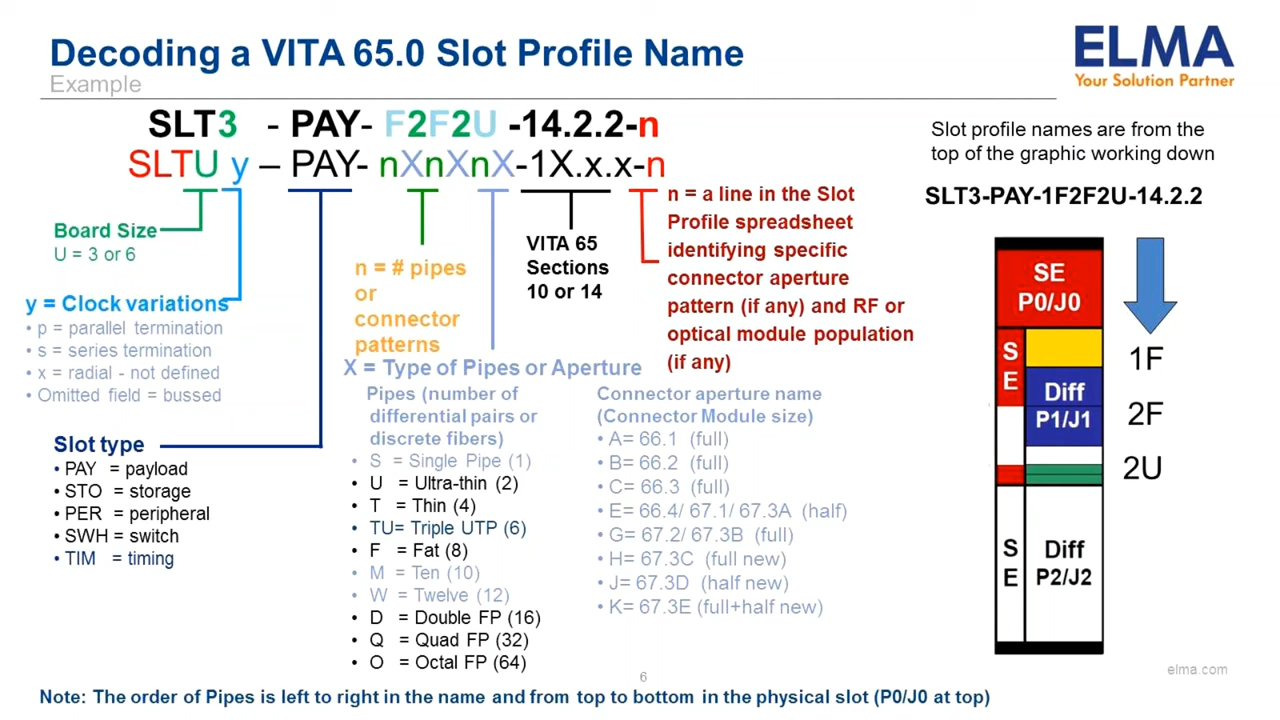 Decoding a VITA 65.0 Slot Profile Name
Example
ELMA
Your Solution Partner
SLT3 - PAY- F2F2U -14.2.2-n
SLTU y – PAY- nXnXnX-1X.x.x-n
Board Size
U = 3 or 6
y = Clock variations
• p = parallel termination
• s = series termination
• x = radial - not defined
• Omitted field = bussed
Slot type
• PAY = payload
• STO = storage
• PER = peripheral
• SWH = switch
• TIM = timing
n = # pipes
or
connector
patterns
X = Type of Pipes or Aperture
Pipes (number of
differential pairs or
discrete fibers)
• S = Single Pipe (1)
• U = Ultra-thin (2)
• T = Thin (4)
• TU= Triple UTP (6)
• F = Fat (8)
• M = Ten (10)
• W = Twelve (12)
• D = Double FP (16)
• Q = Quad FP (32)
• O = Octal FP (64)
VITA 65
Sections
10 or 14
n = a line in the Slot
Profile spreadsheet
identifying specific
connector aperture
pattern (if any) and RF or
optical module population
(if any)
Connector aperture name
(Connector Module size)
• A= 66.1 (full)
• B= 66.2 (full)
• C= 66.3 (full)
• E= 66.4/ 67.1/ 67.3A (half)
• G= 67.2/ 67.3B (full)
• H= 67.3C (full new)
• J= 67.3D (half new)
• K= 67.3E (full+half new)
Slot profile names are from the
top of the graphic working down
SLT3-PAY-1F2F2U-14.2.2
SE
P0/J0
S
E
Diff
P1/J1
1F
2F
2U
S
E
Diff
P2/J2
6
elma.com
Note: The order of Pipes is left to right in the name and from top to bottom in the physical slot (P0/J0 at top)